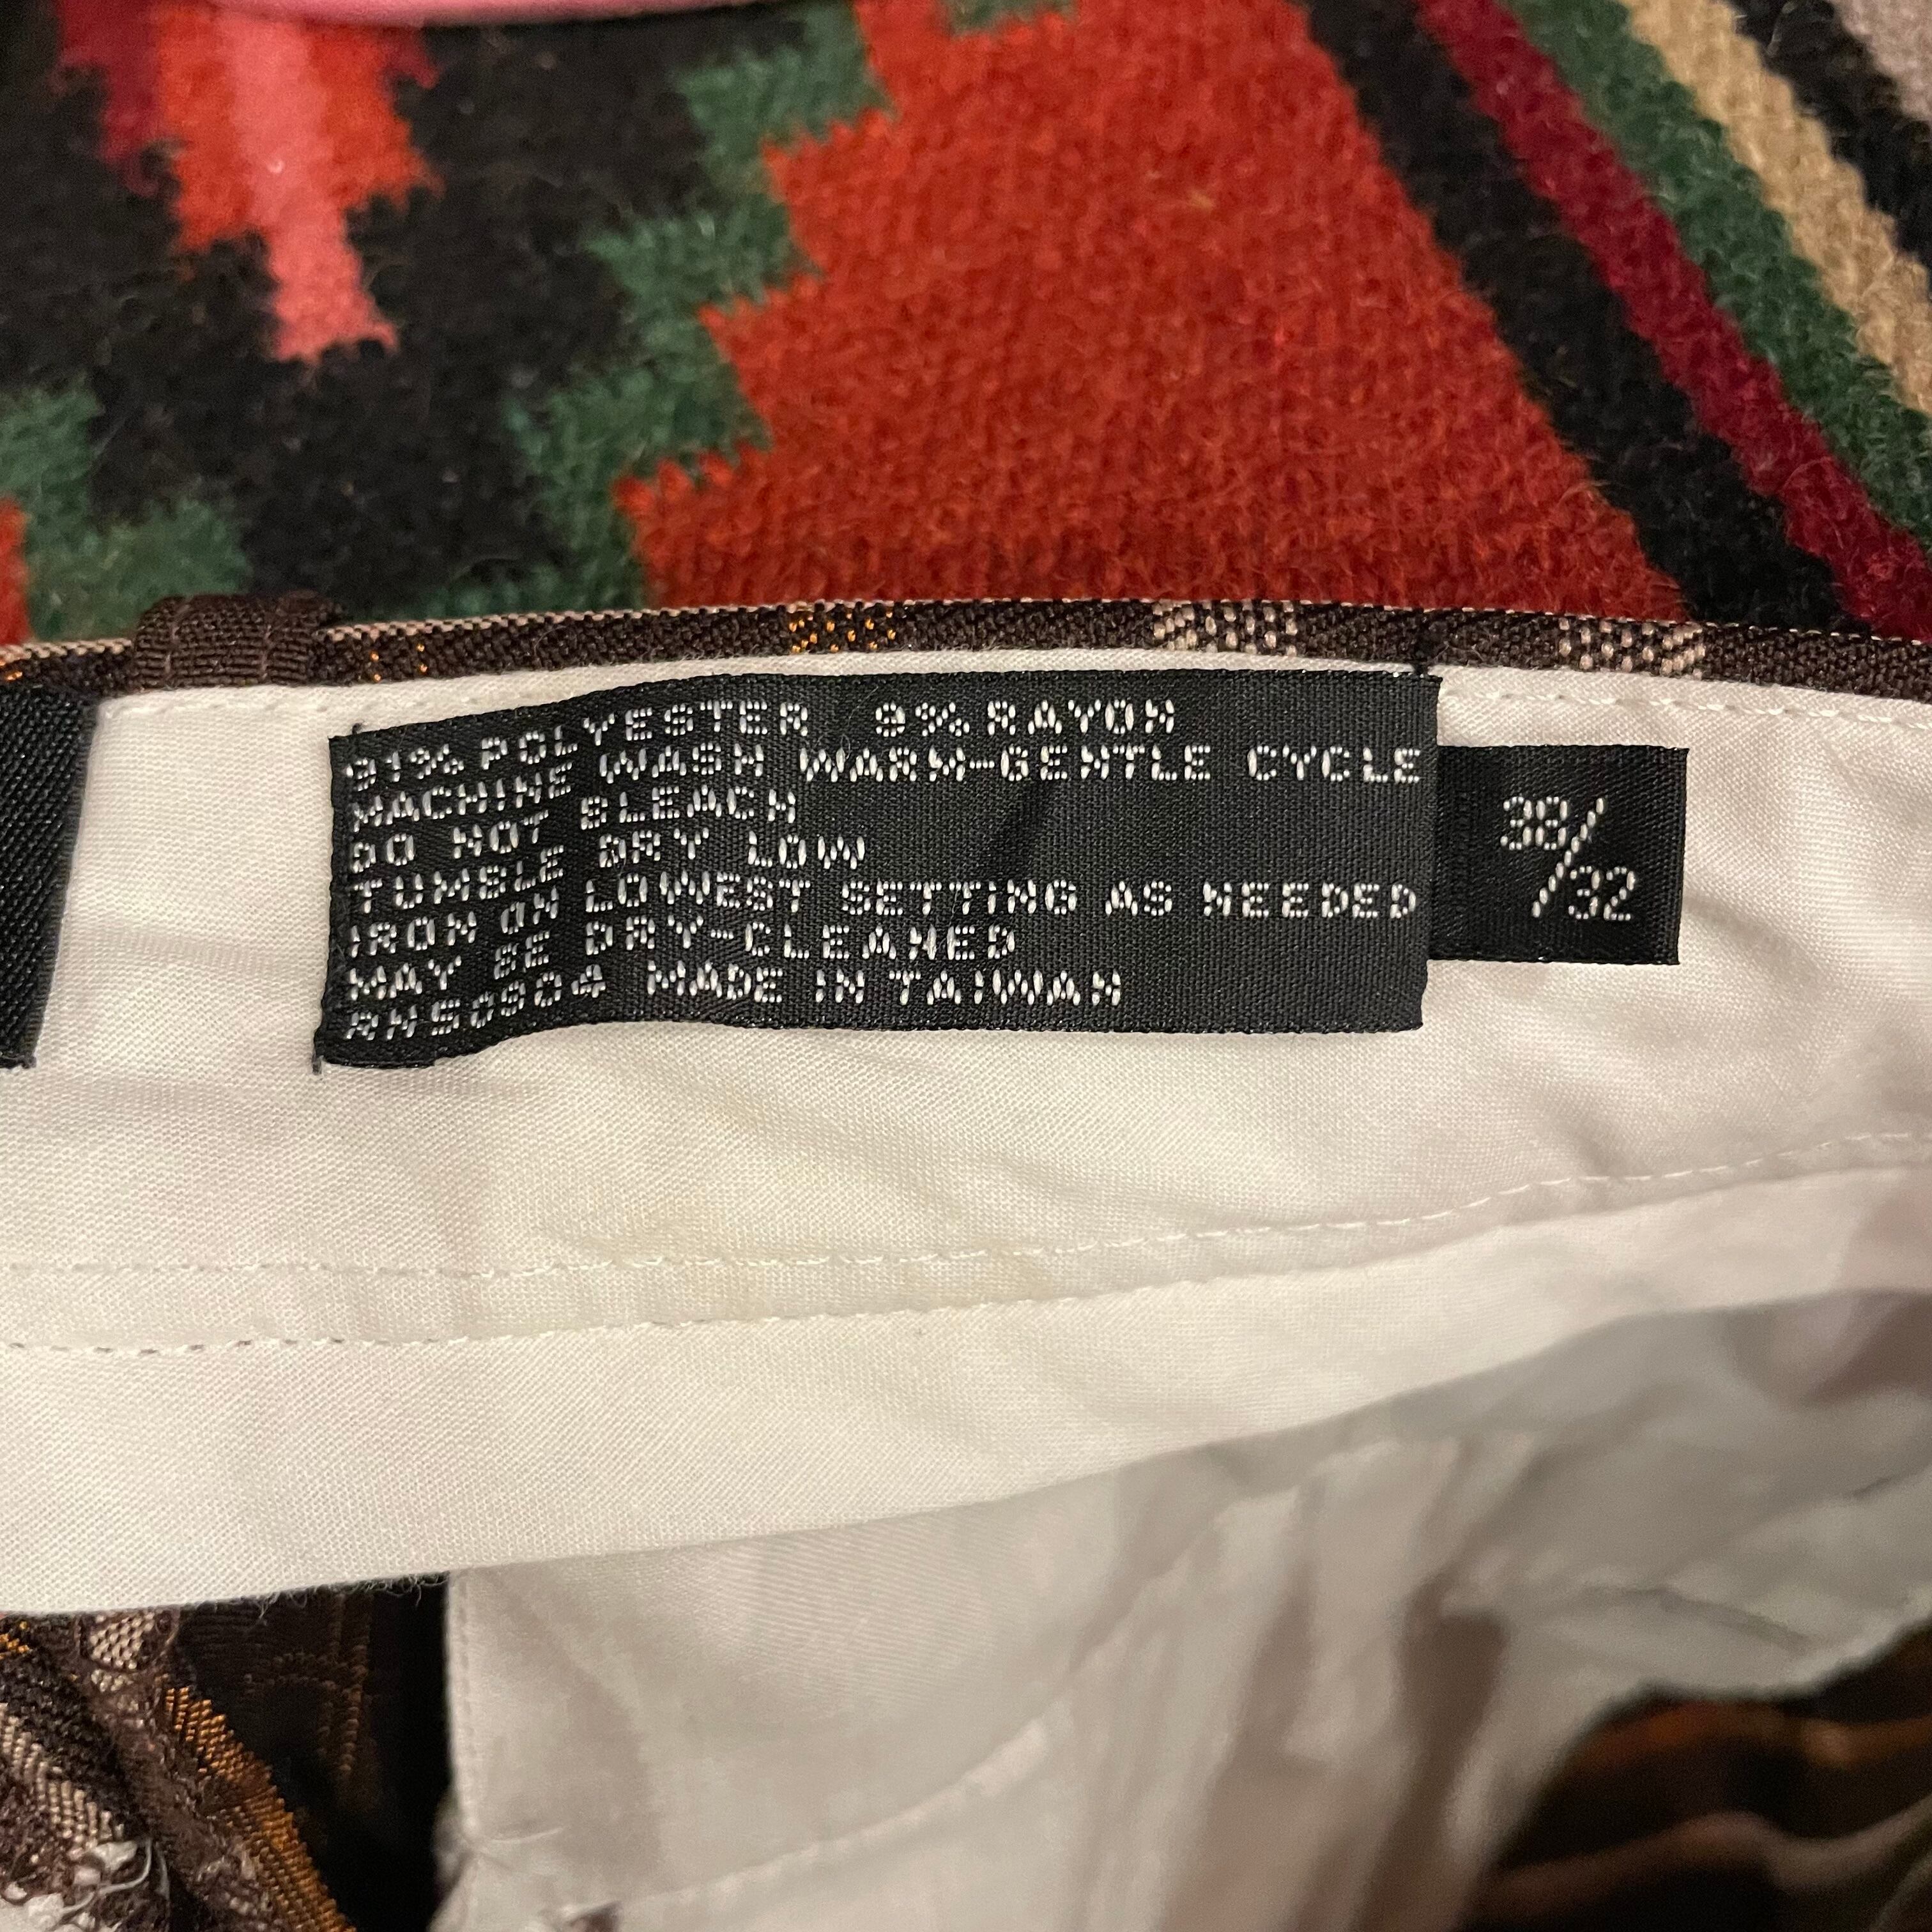 91% POLYESTER 9% RAYON
MACHINE WASH WARM-GENTLE CYCLE
DO NOT BLEACH
TUMBLE DRY LOW
IRON ON LOWEST SETTING AS NEEDED
MAY BE DRY-CLEANED
RN50904 MADE IN TAIWAN
38/32